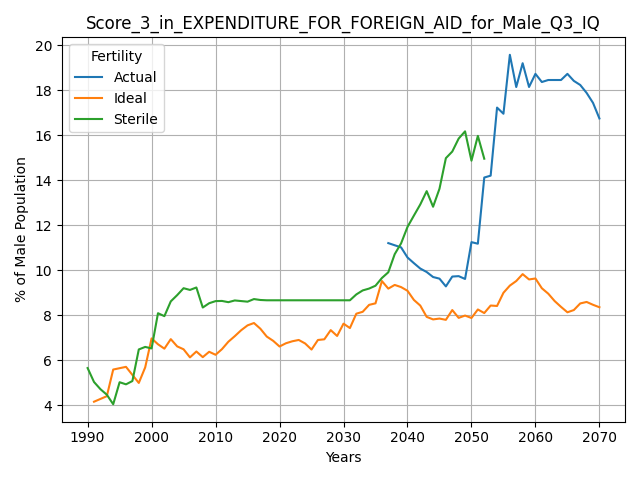 Score_3_in_EXPENDITURE_FOR_FOREIGN_AID_for_Male_Q3_IQ
Fertility
Actual
Ideal
Sterile
% of Male Population
20
18
16
14
12
10
8
6
4
1990 2000 2010 2020 2030 2040 2050 2060 2070
Years